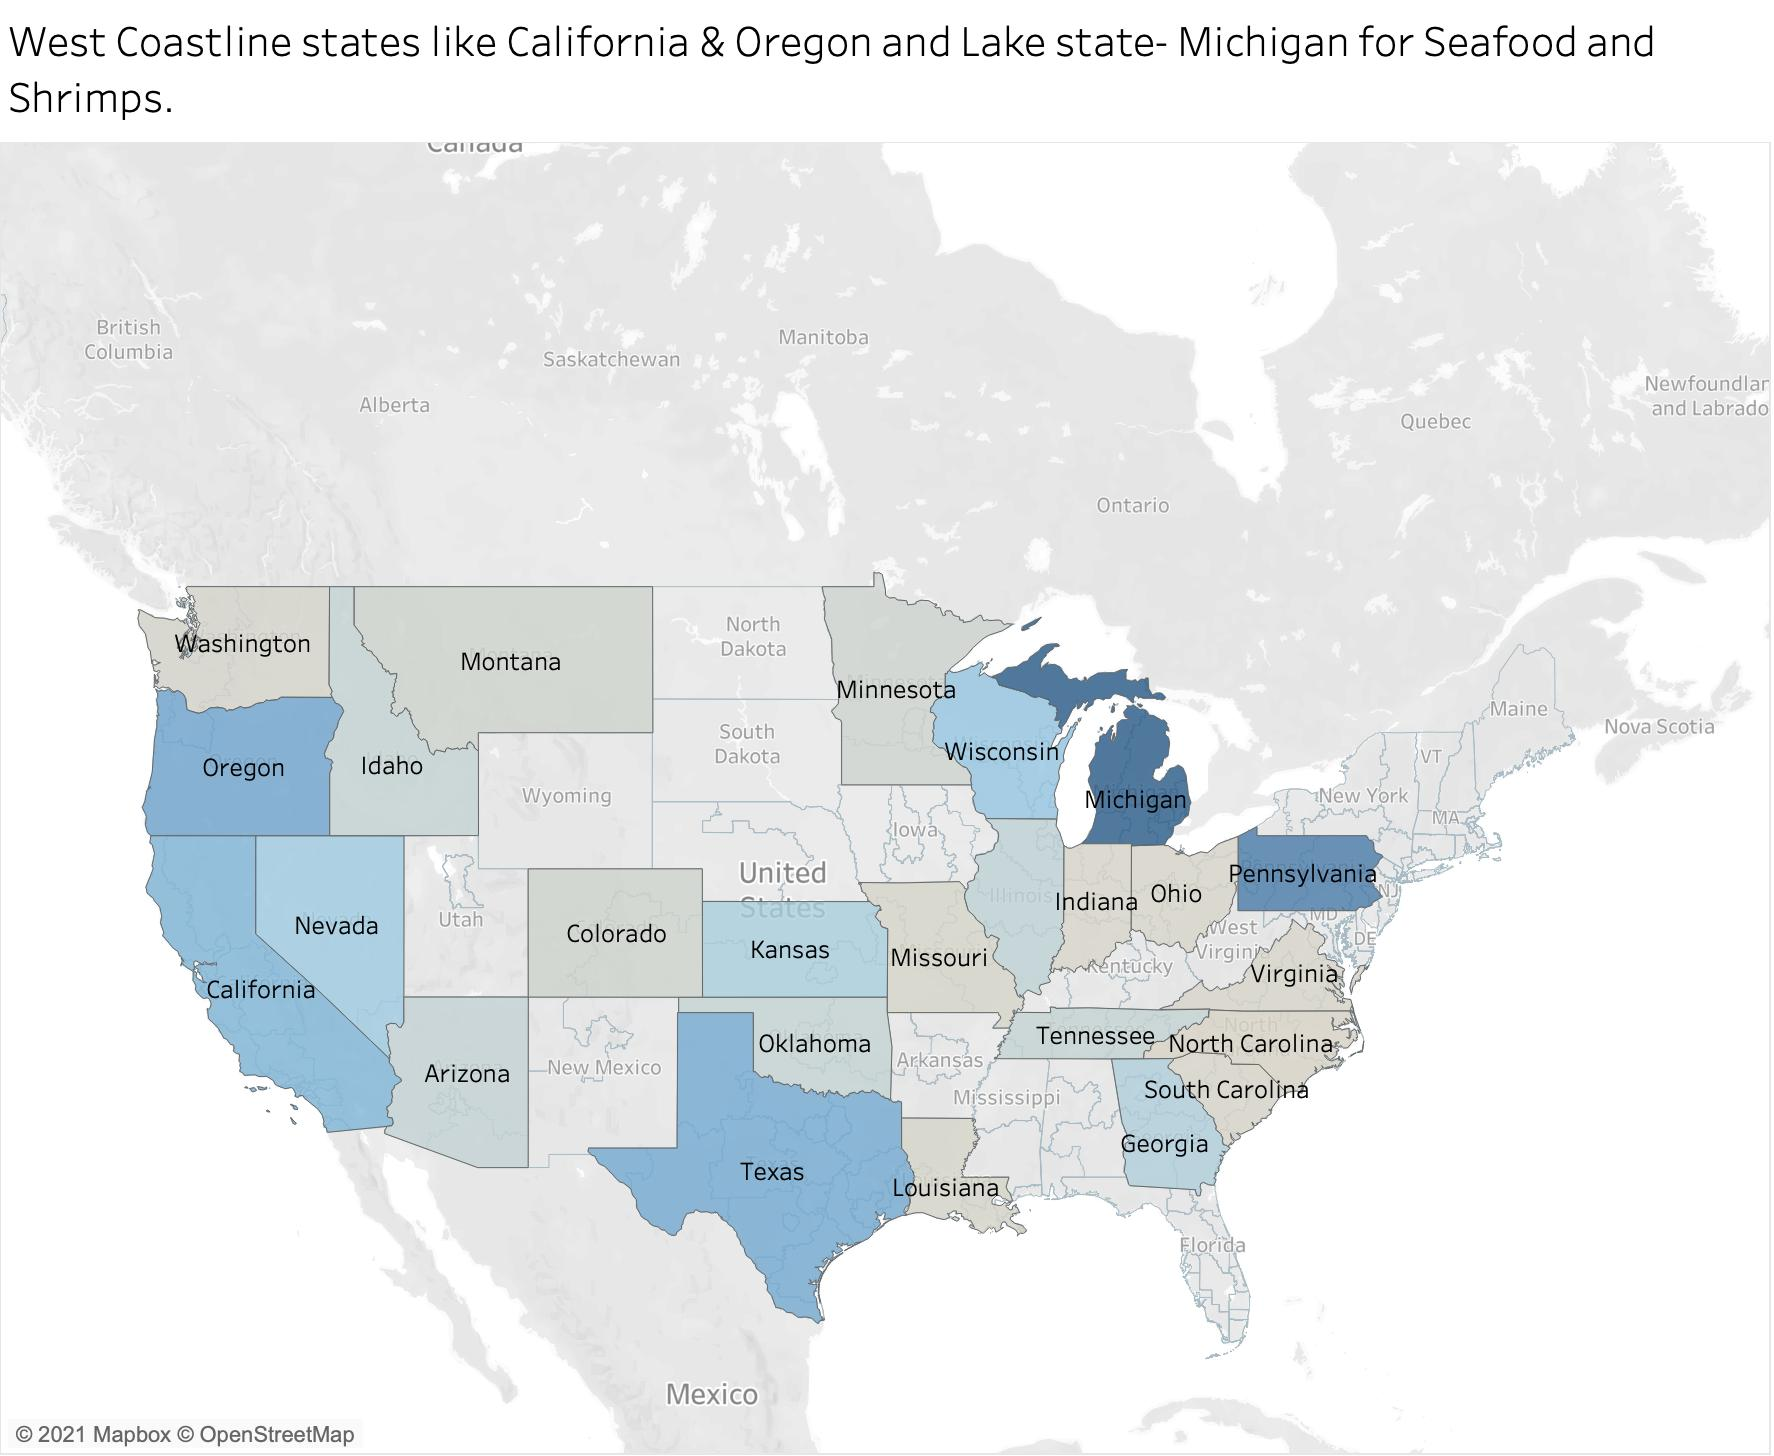 West Coastline states like California & Oregon and Lake state- Michigan for Seafood and
Shrimps.
Canada
British
Columbia
Alberta
Saskatchewan
Manitoba
Ontario
Quebec
Newfoundlan
and Labrado
Nova Scotia
Maine
VT
New York
MA
NJ
MD
DE
West
Virginia
Kentucky
North
Dakota
South
Dakota
Wyoming
Iowa
United
States
Utah
New Mexico
Arkansas
Mississippi
Florida
Mexico
Washington
Montana
Oregon
Idaho
Minnesota
Wisconsin
Michigan
Pennsylvania
Nevada
California
Colorado
Kansas
Missouri
Illinois
Indiana
Ohio
Virginia
Arizona
Oklahoma
Tennessee
North Carolina
South Carolina
Georgia
Texas
Louisiana
© 2021 Mapbox © OpenStreetMap